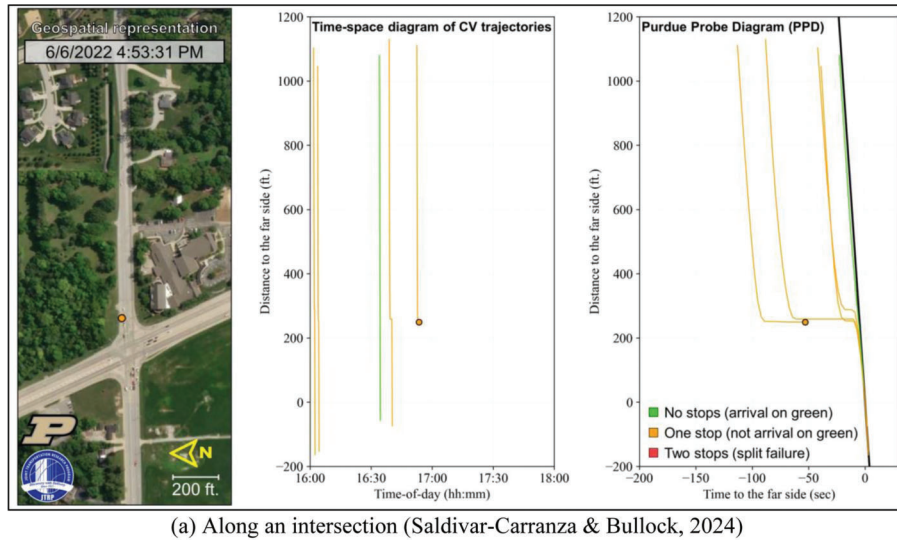 Geospatial representation
6/6/2022 4:53:31 PM
P
JTRP
N
200 ft.
Time-space diagram of CV trajectories
Distance to the far side (ft.)
1200
1000
800
600
400
200
0
−200
16:00
16:30
17:00
17:30
18:00
Time-of-day (hh:mm)
Purdue Probe Diagram (PPD)
Distance to the far side (ft.)
1200
1000
800
600
400
200
0
−200
No stops (arrival on green)
One stop (not arrival on green)
Two stops (split failure)
−200
−150
−100
−50
0
Time to the far side (sec)
(a) Along an intersection (Saldivar-Carranza & Bullock, 2024)